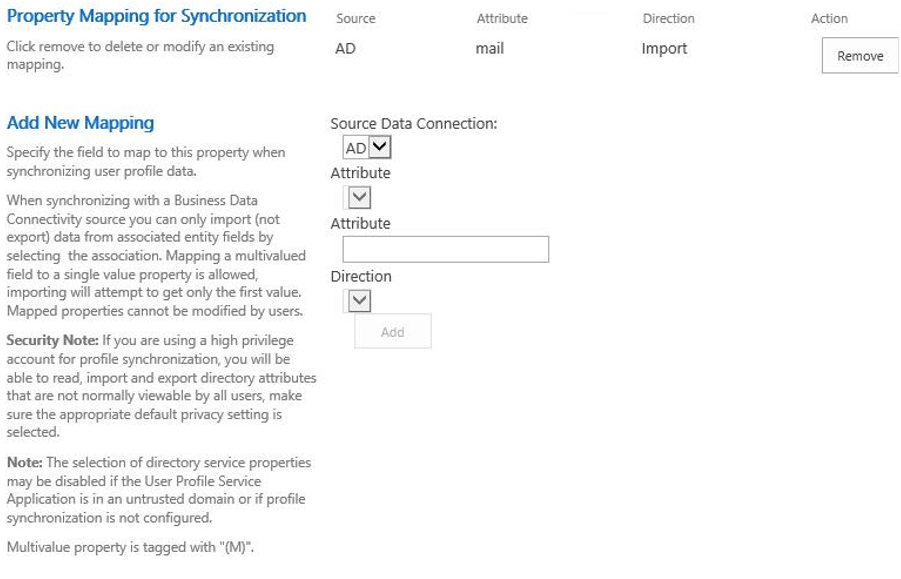 Property Mapping for Synchronization
Click remove to delete or modify an existing
mapping.
Source Attribute Direction Action
AD mail Import Remove
Add New Mapping
Specify the field to map to this property when
synchronizing user profile data.
When synchronizing with a Business Data
Connectivity source you can only import (not
export) data from associated entity fields by
selecting the association. Mapping a multivalued
field to a single value property is allowed,
importing will attempt to get only the first value.
Mapped properties cannot be modified by users.
Security Note: If you are using a high privilege
account for profile synchronization, you will be
able to read, import and export directory attributes
that are not normally viewable by all users, make
sure the appropriate default privacy setting is
selected.
Note: The selection of directory service properties
may be disabled if the User Profile Service
Application is in an untrusted domain or if profile
synchronization is not configured.
Multivalue property is tagged with "(M)".
Source Data Connection:
AD
Attribute
Attribute
Direction
Add